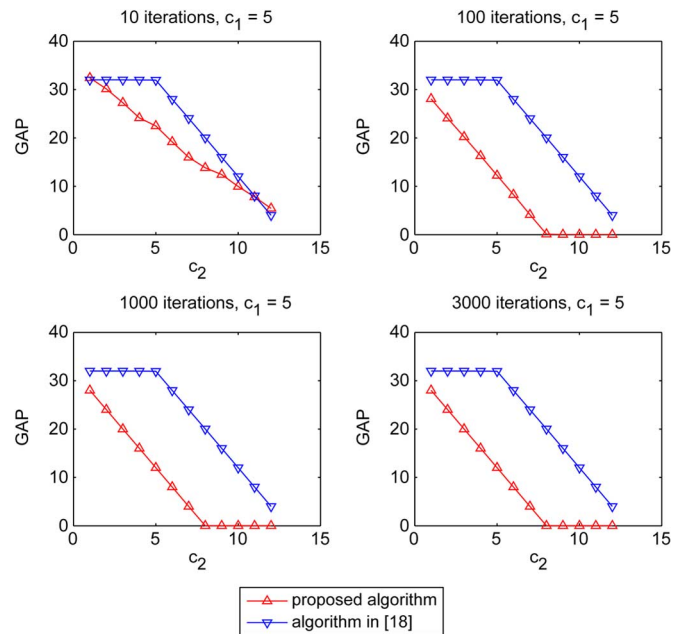 10 iterations, c1 = 5
40
30
20
10
0
GAP
0 5 10 15
c2
100 iterations, c1 = 5
40
30
20
10
0
GAP
0 5 10 15
c2
1000 iterations, c1 = 5
40
30
20
10
0
GAP
0 5 10 15
c2
3000 iterations, c1 = 5
40
30
20
10
0
GAP
0 5 10 15
c2
proposed algorithm
algorithm in [18]